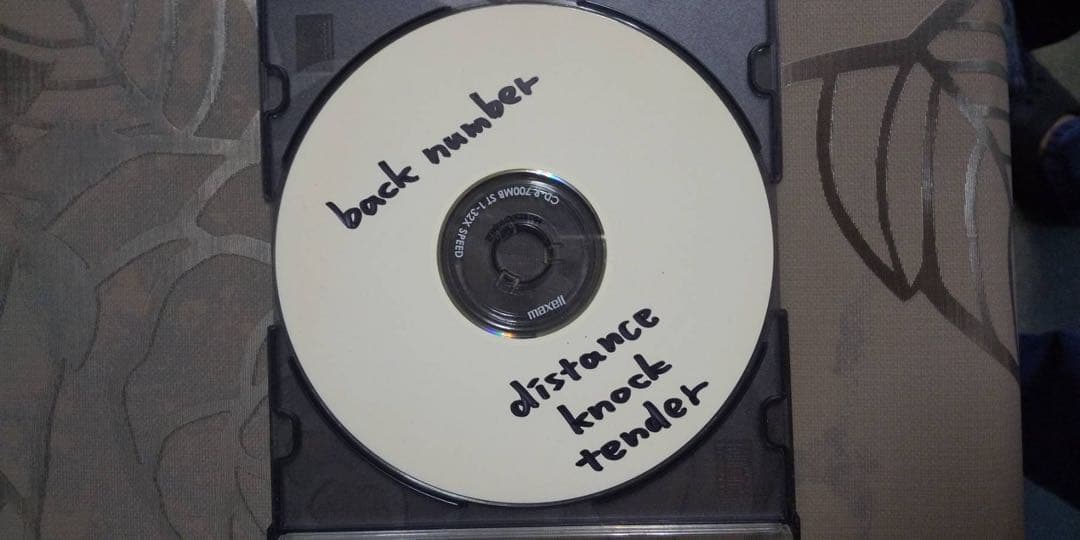 back number
CD-R 700MB ST 1-32X SPEED
maxell
distance
knock
tender